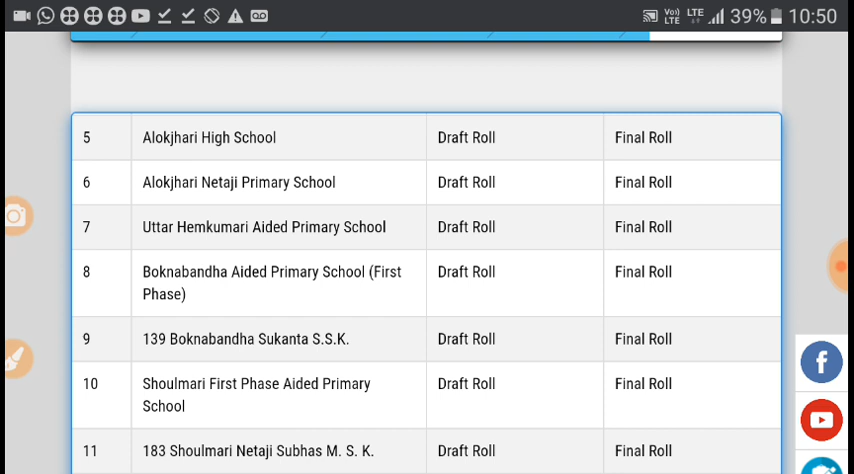 Vo))
LTE LTE 39% 10:50
5 Alokjhari High School Draft Roll Final Roll
6 Alokjhari Netaji Primary School Draft Roll Final Roll
7 Uttar Hemkumari Aided Primary School Draft Roll Final Roll
8 Boknabandha Aided Primary School (First Draft Roll Final Roll
Phase)
9 139 Boknabandha Sukanta S.S.K. Draft Roll Final Roll
10 Shoulmari First Phase Aided Primary Draft Roll Final Roll
School
11 183 Shoulmari Netaji Subhas M. S. K. Draft Roll Final Roll